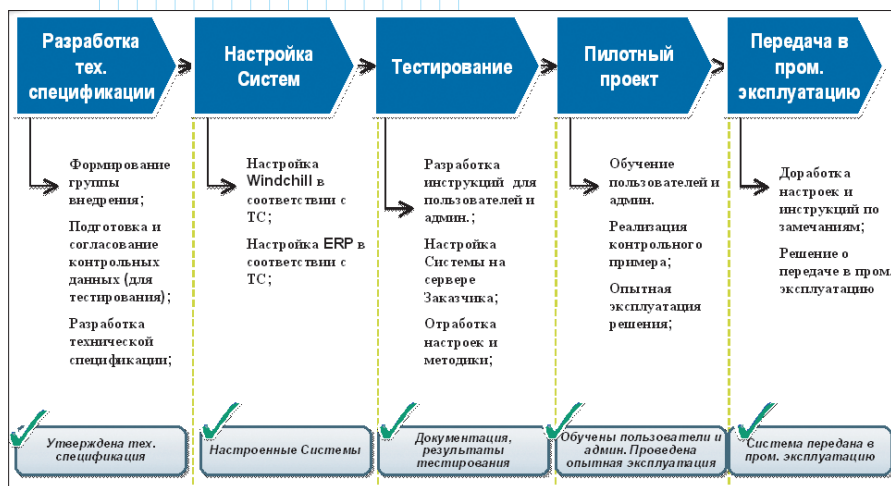 Разработка
тех.
спецификации
Настройка
Систем
Тестирование
Пилотный
проект
Передача в
пром.
эксплуатацию
Формирование
группы
внедрения;
Подготовка и
согласование
контрольных
данных (для
тестирования);
Разработка
технической
спецификации;
Настройка
Windchill в
соответствии с
ТС;
Настройка ERP в
соответствии с
ТС;
Разработка
инструкций для
пользователей и
админ.;
Настройка
Системы на
сервере
Заказчика;
Отработка
настроек и
методики;
Обучение
пользователей и
админ.
Реализация
контрольного
примера;
Опытная
эксплуатация
решения;
Доработка
настроек и
инструкций по
замечаниям;
Решение о
передаче в пром.
эксплуатацию
Утверждена тех.
спецификация
Настроенные Системы
Документация,
результаты
тестирования
Обучены пользователи и
админ. Проведена
опытная эксплуатация
Система передана в
пром. эксплуатацию